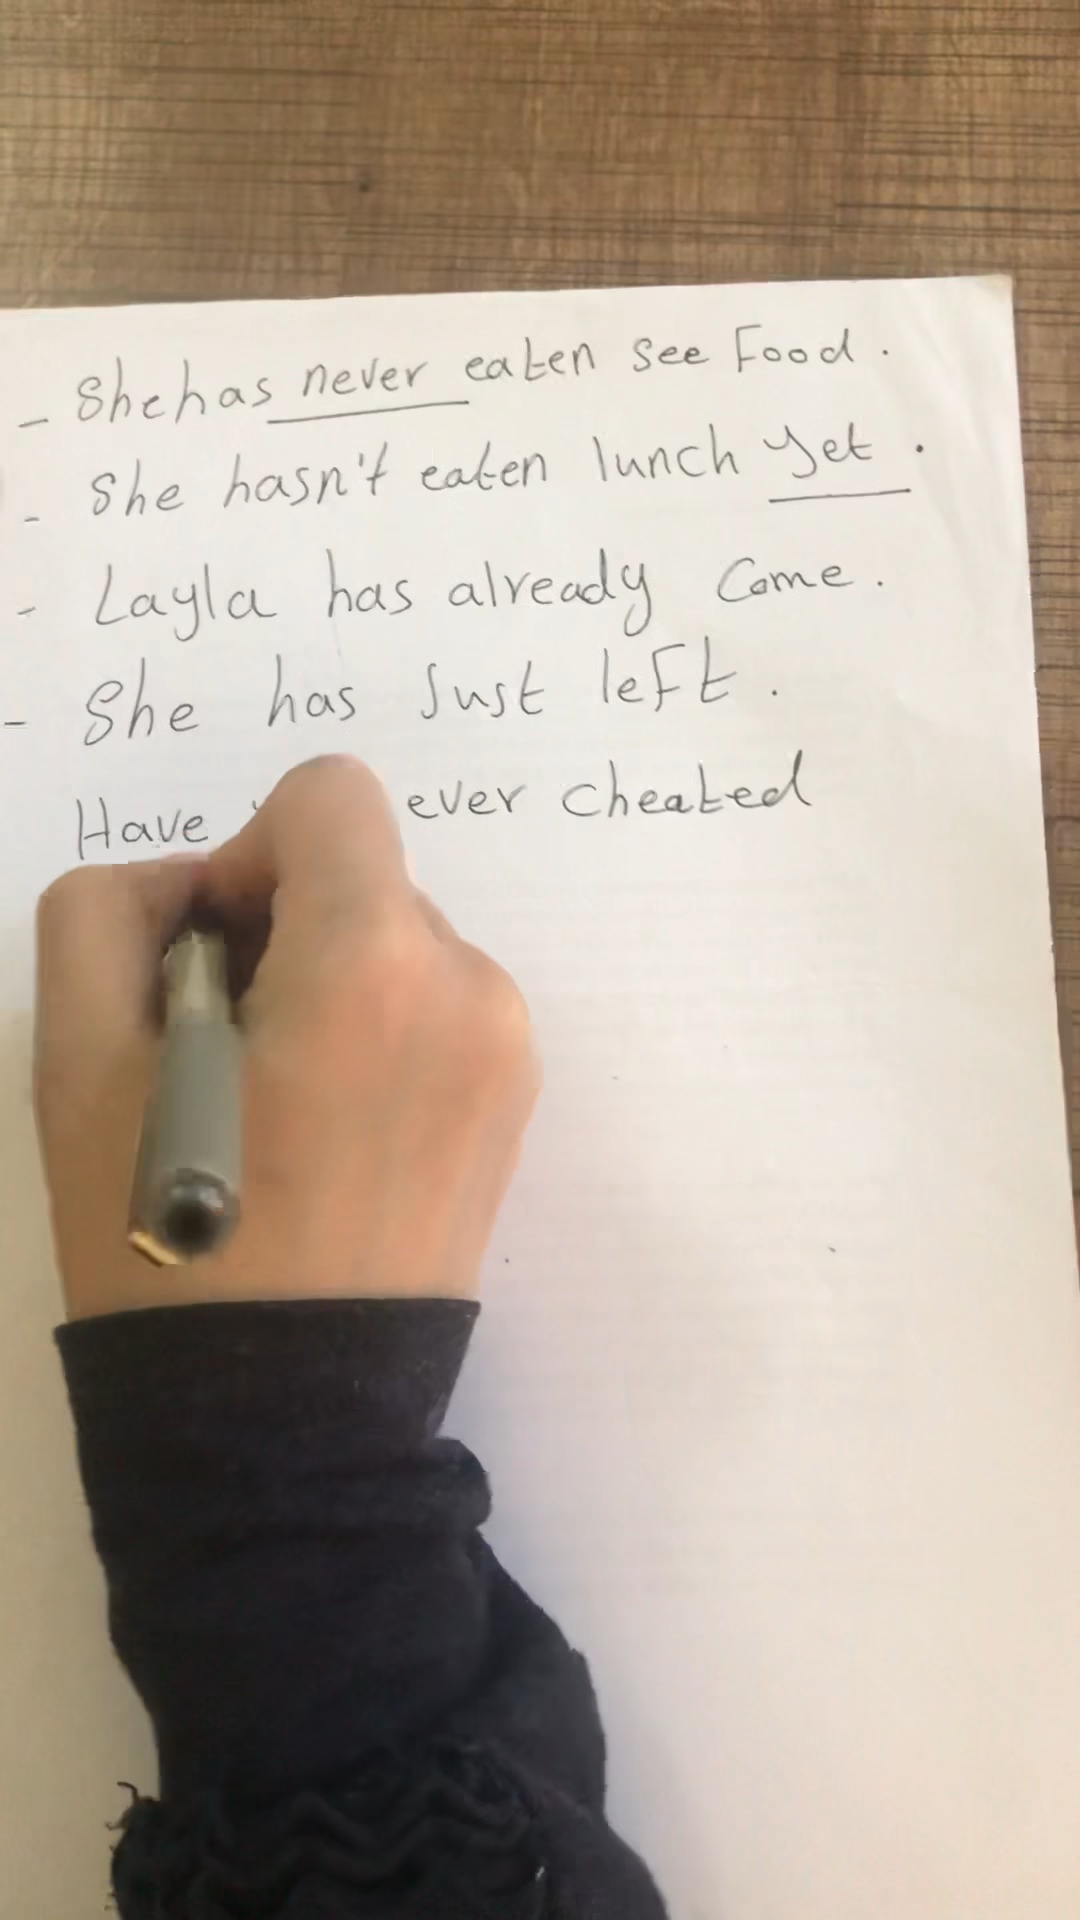 - She has never eaten see Food.
- She hasn't eaten lunch yet.
- Layla has already Come.
- She has Just left.
Have ever cheated